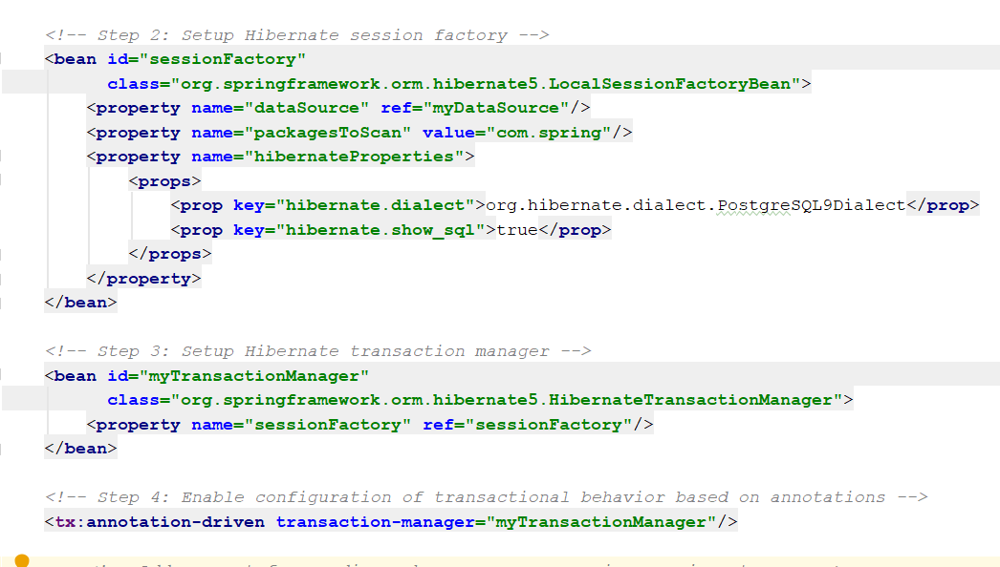 <!-- Step 2: Setup Hibernate session factory -->
<bean id="sessionFactory"
class="org.springframework.orm.hibernate5.LocalSessionFactoryBean">
<property name="dataSource" ref="myDataSource"/>
<property name="packagesToScan" value="com.spring"/>
<property name="hibernateProperties">
<props>
<prop key="hibernate.dialect">org.hibernate.dialect.PostgreSQL9Dialect</prop>
<prop key="hibernate.show_sql">true</prop>
</props>
</property>
</bean>
<!-- Step 3: Setup Hibernate transaction manager -->
<bean id="myTransactionManager"
class="org.springframework.orm.hibernate5.HibernateTransactionManager">
<property name="sessionFactory" ref="sessionFactory"/>
</bean>
<!-- Step 4: Enable configuration of transactional behavior based on annotations -->
<tx:annotation-driven transaction-manager="myTransactionManager"/>